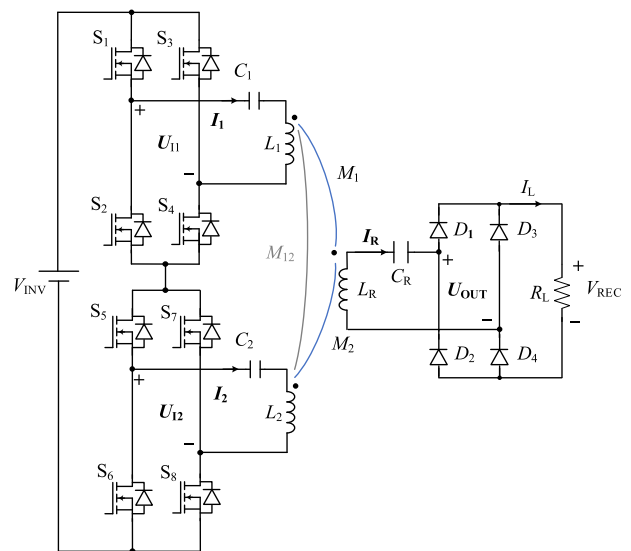 S1
S3
C1
+
I1
L1
UI1
−
M1
S2
S4
M12
VINV
IL
D1
D3
IR
CR
+
+
LR
UOUT
RL
VREC
−
−
M2
D2
D4
S5
S7
C2
+
I2
L2
UI2
−
S6
S8